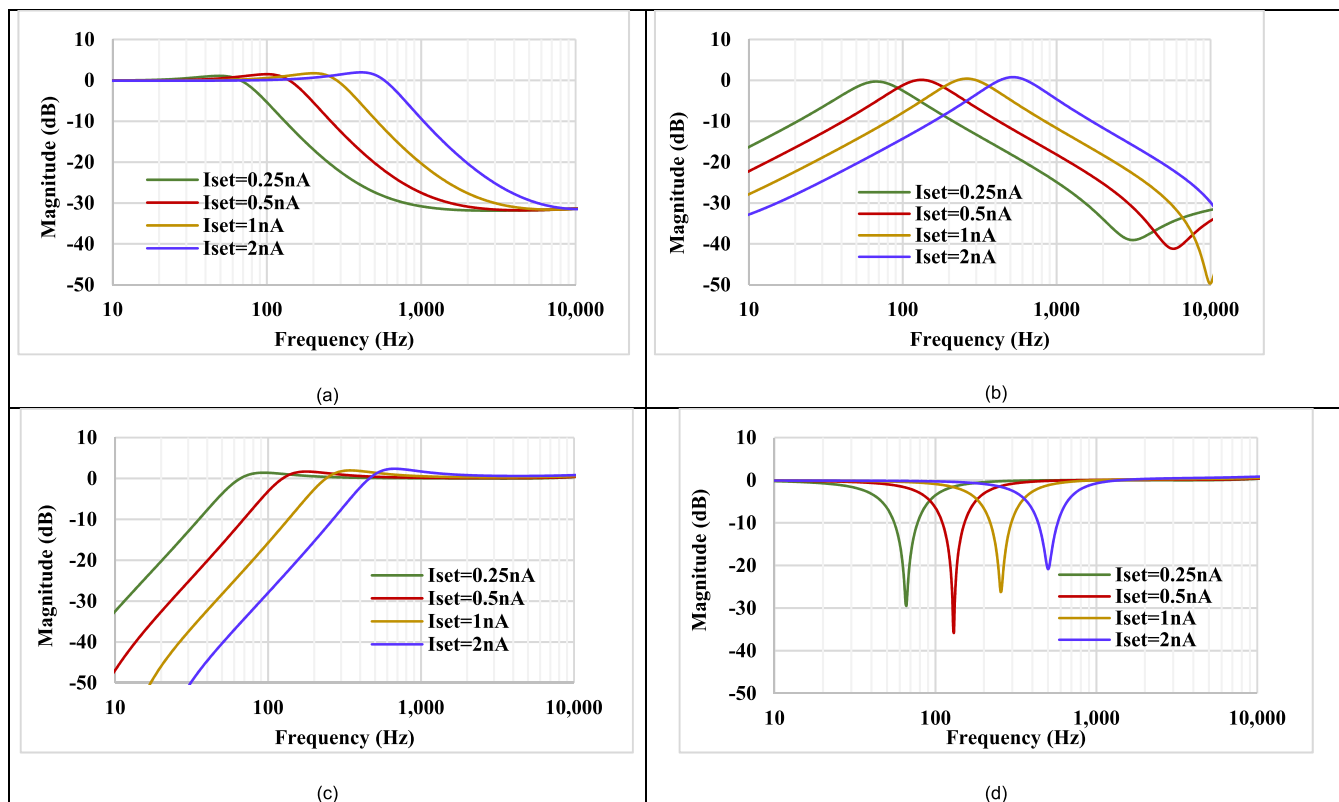 10
0
-10
-20
-30
-40
-50
Magnitude (dB)
Iset=0.25nA
Iset=0.5nA
Iset=1nA
Iset=2nA
10
100
1,000
10,000
Frequency (Hz)
(a)
10
0
-10
-20
-30
-40
-50
Magnitude (dB)
Iset=0.25nA
Iset=0.5nA
Iset=1nA
Iset=2nA
10
100
1,000
10,000
Frequency (Hz)
(b)
10
0
-10
-20
-30
-40
-50
Magnitude (dB)
Iset=0.25nA
Iset=0.5nA
Iset=1nA
Iset=2nA
10
100
1,000
10,000
Frequency (Hz)
(c)
10
0
-10
-20
-30
-40
-50
Magnitude (dB)
Iset=0.25nA
Iset=0.5nA
Iset=1nA
Iset=2nA
10
100
1,000
10,000
Frequency (Hz)
(d)